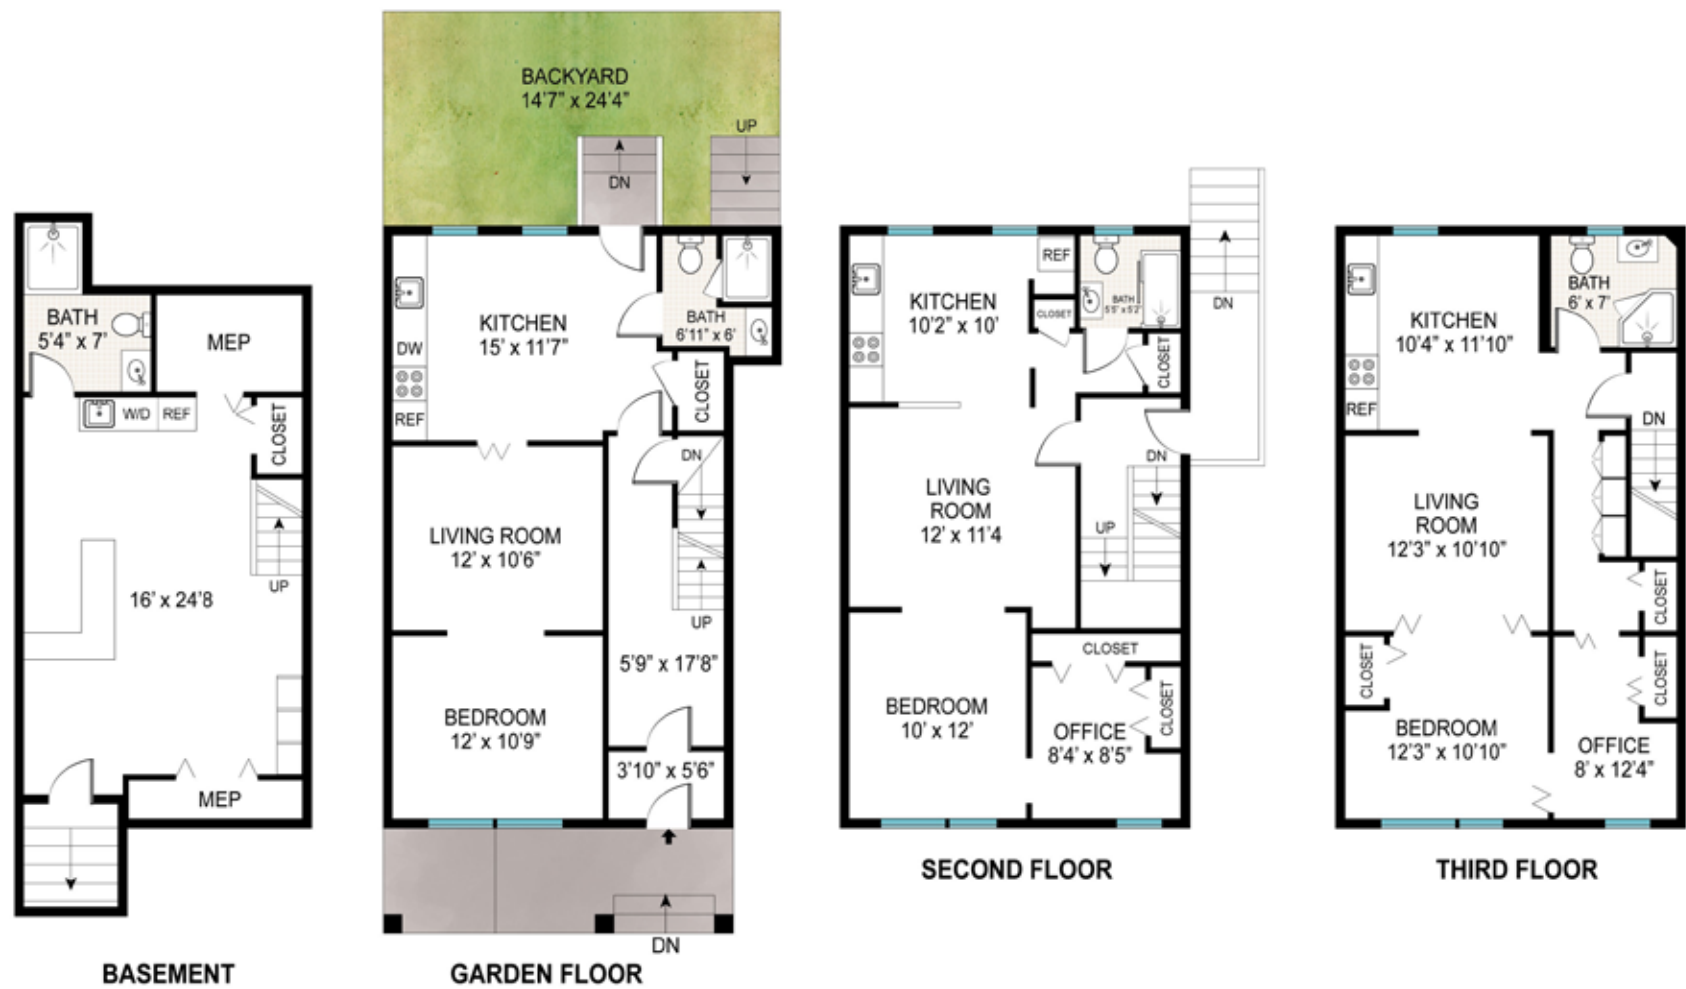 BACKYARD
14'7" x 24'4"
UP
DN
KITCHEN
15' x 11'7"
DW
REF
BATH
6'11" x 6'
CLOSET
DN
LIVING ROOM
12' x 10'6"
UP
5'9" x 17'8"
BEDROOM
12' x 10'9"
3'10" x 5'6"
DN
GARDEN FLOOR
BATH
5'4" x 7'
MEP
W/D
REF
CLOSET
UP
16' x 24'8
MEP
BASEMENT
KITCHEN
10'2" x 10'
REF
CLOSET
BATH
5'5" x 5'2"
CLOSET
DN
LIVING
ROOM
12' x 11'4
DN
UP
CLOSET
CLOSET
BEDROOM
10' x 12'
OFFICE
8'4" x 8'5"
SECOND FLOOR
KITCHEN
10'4" x 11'10"
REF
BATH
6' x 7'
DN
LIVING
ROOM
12'3" x 10'10"
CLOSET
CLOSET
CLOSET
BEDROOM
12'3" x 10'10"
OFFICE
8' x 12'4"
THIRD FLOOR